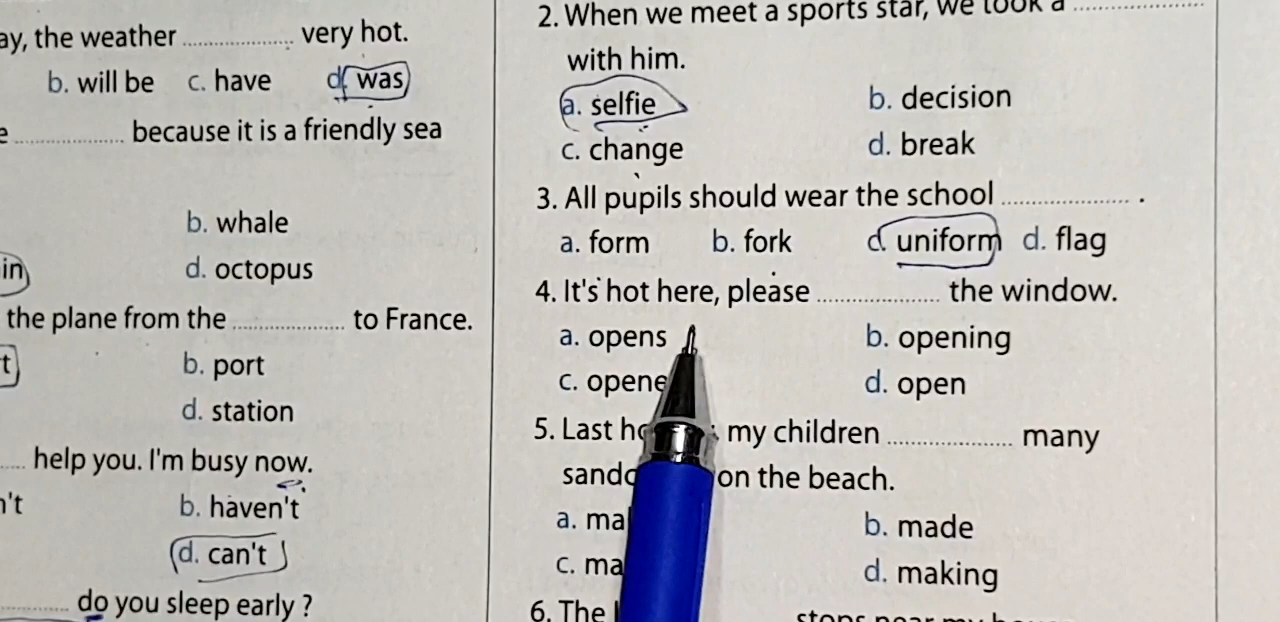 ay, the weather .................... very hot.
b. will be c. have d. was
e .................... because it is a friendly sea
b. whale
in d. octopus
the plane from the .................... to France.
t b. port
d. station
.... help you. I'm busy now.
n't b. haven't
d. can't
.......... do you sleep early ?
2. When we meet a sports star, we took a ....................
with him.
a. selfie b. decision
c. change d. break
3. All pupils should wear the school .................... .
a. form b. fork c. uniform d. flag
4. It's hot here, please .................... the window.
a. opens b. opening
c. opene d. open
5. Last my children .................... many
on the beach.
a. b. made
c. d. making
6. The